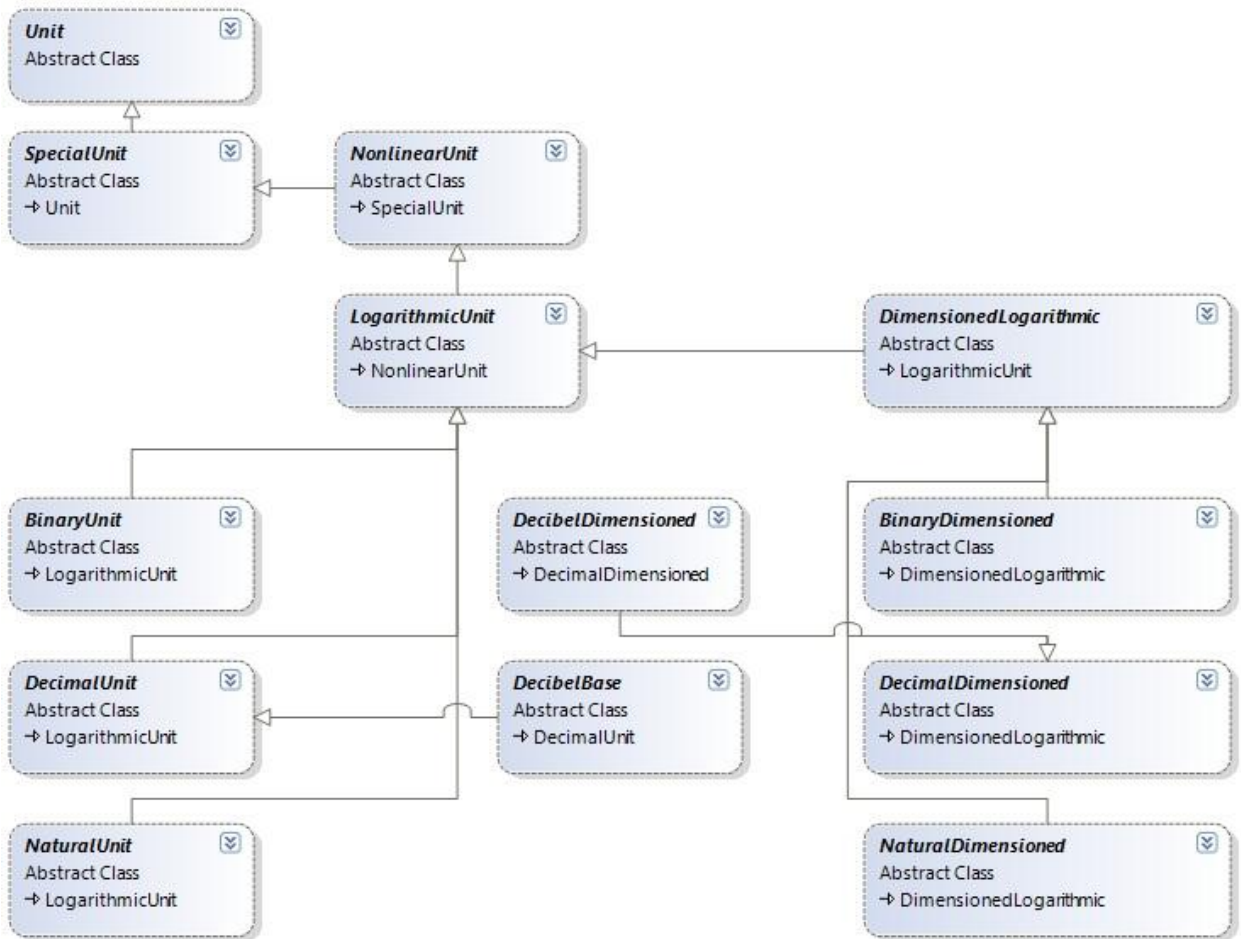 Unit
Abstract Class
SpecialUnit
Abstract Class
→ Unit
NonlinearUnit
Abstract Class
→ SpecialUnit
LogarithmicUnit
Abstract Class
→ NonlinearUnit
DimensionedLogarithmic
Abstract Class
→ LogarithmicUnit
BinaryUnit
Abstract Class
→ LogarithmicUnit
DecibelDimensioned
Abstract Class
→ DecimalDimensioned
BinaryDimensioned
Abstract Class
→ DimensionedLogarithmic
DecimalUnit
Abstract Class
→ LogarithmicUnit
DecibelBase
Abstract Class
→ DecimalUnit
DecimalDimensioned
Abstract Class
→ DimensionedLogarithmic
NaturalUnit
Abstract Class
→ LogarithmicUnit
NaturalDimensioned
Abstract Class
→ DimensionedLogarithmic